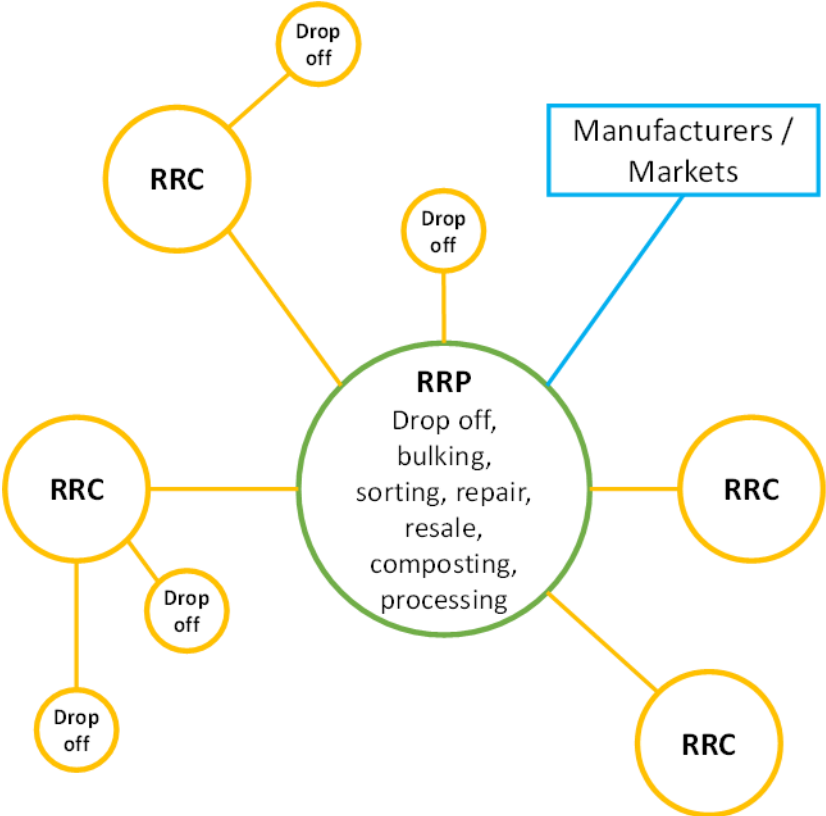 Drop
off
Manufacturers /
Markets
RRC
Drop
off
RRP
Drop off,
bulking,
sorting, repair,
resale,
composting,
processing
RRC
RRC
Drop
off
Drop
off
RRC